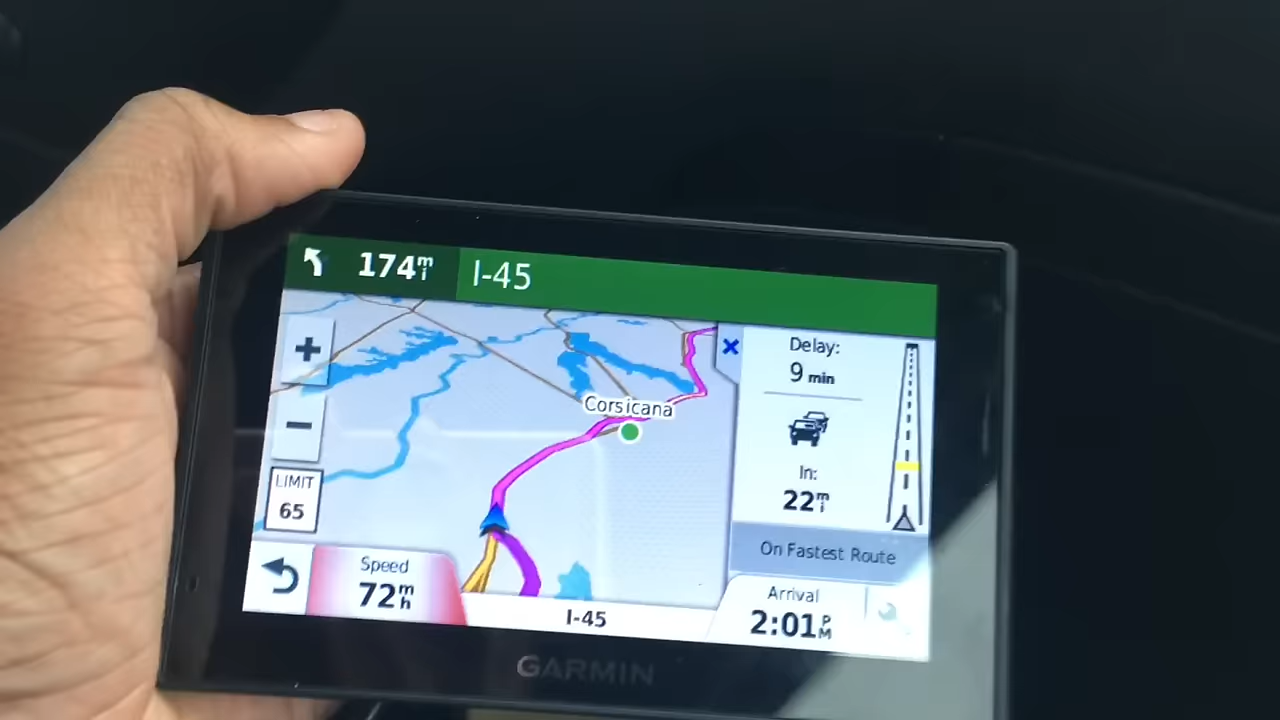 174 mi I-45
+
Corsicana
-
LIMIT
65
Speed
72 mh
I-45
X
Delay:
9 min
In:
22 mi
On Fastest Route
Arrival
2:01 PM
GARMIN